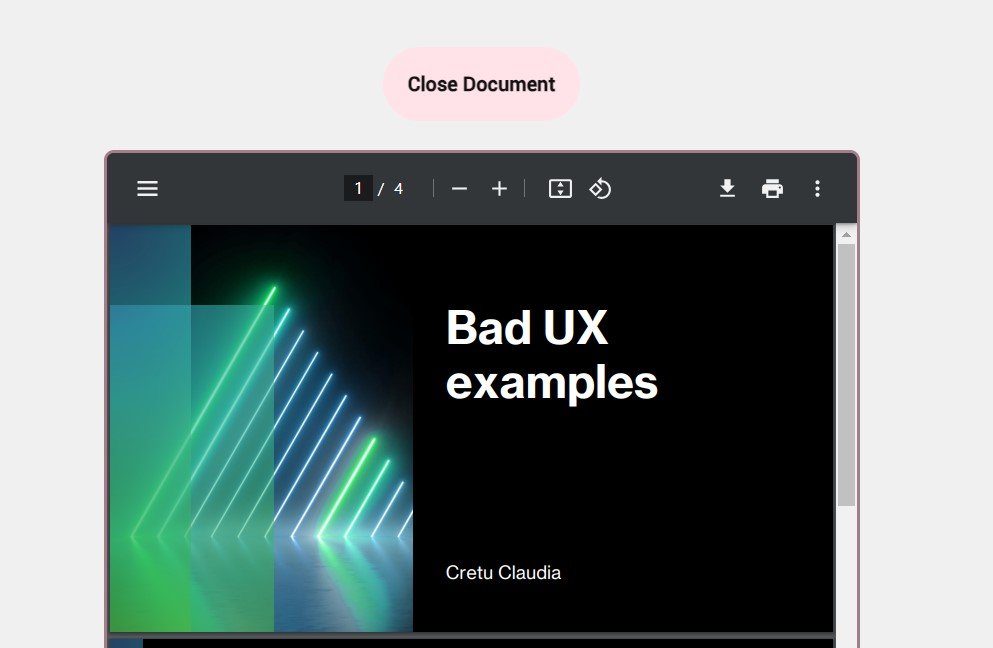 Close Document
1 / 4
Bad UX
examples
Cretu Claudia